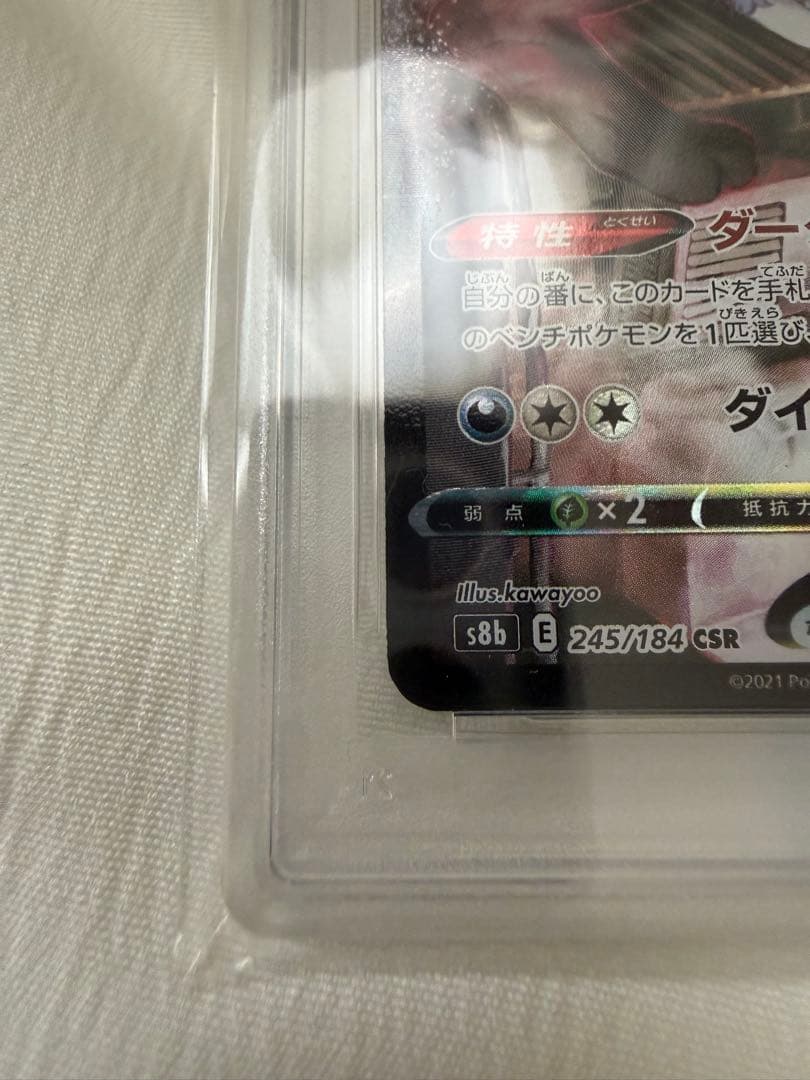 特性 とくせい ダーク
じぶん ばん てふだ
自分の番に、このカードを手札
びきえら
のベンチポケモンを1匹選び、
ダイ
弱点 ×2 抵抗力
Illus.kawayoo
s8b E 245/184 CSR
©2021 Po